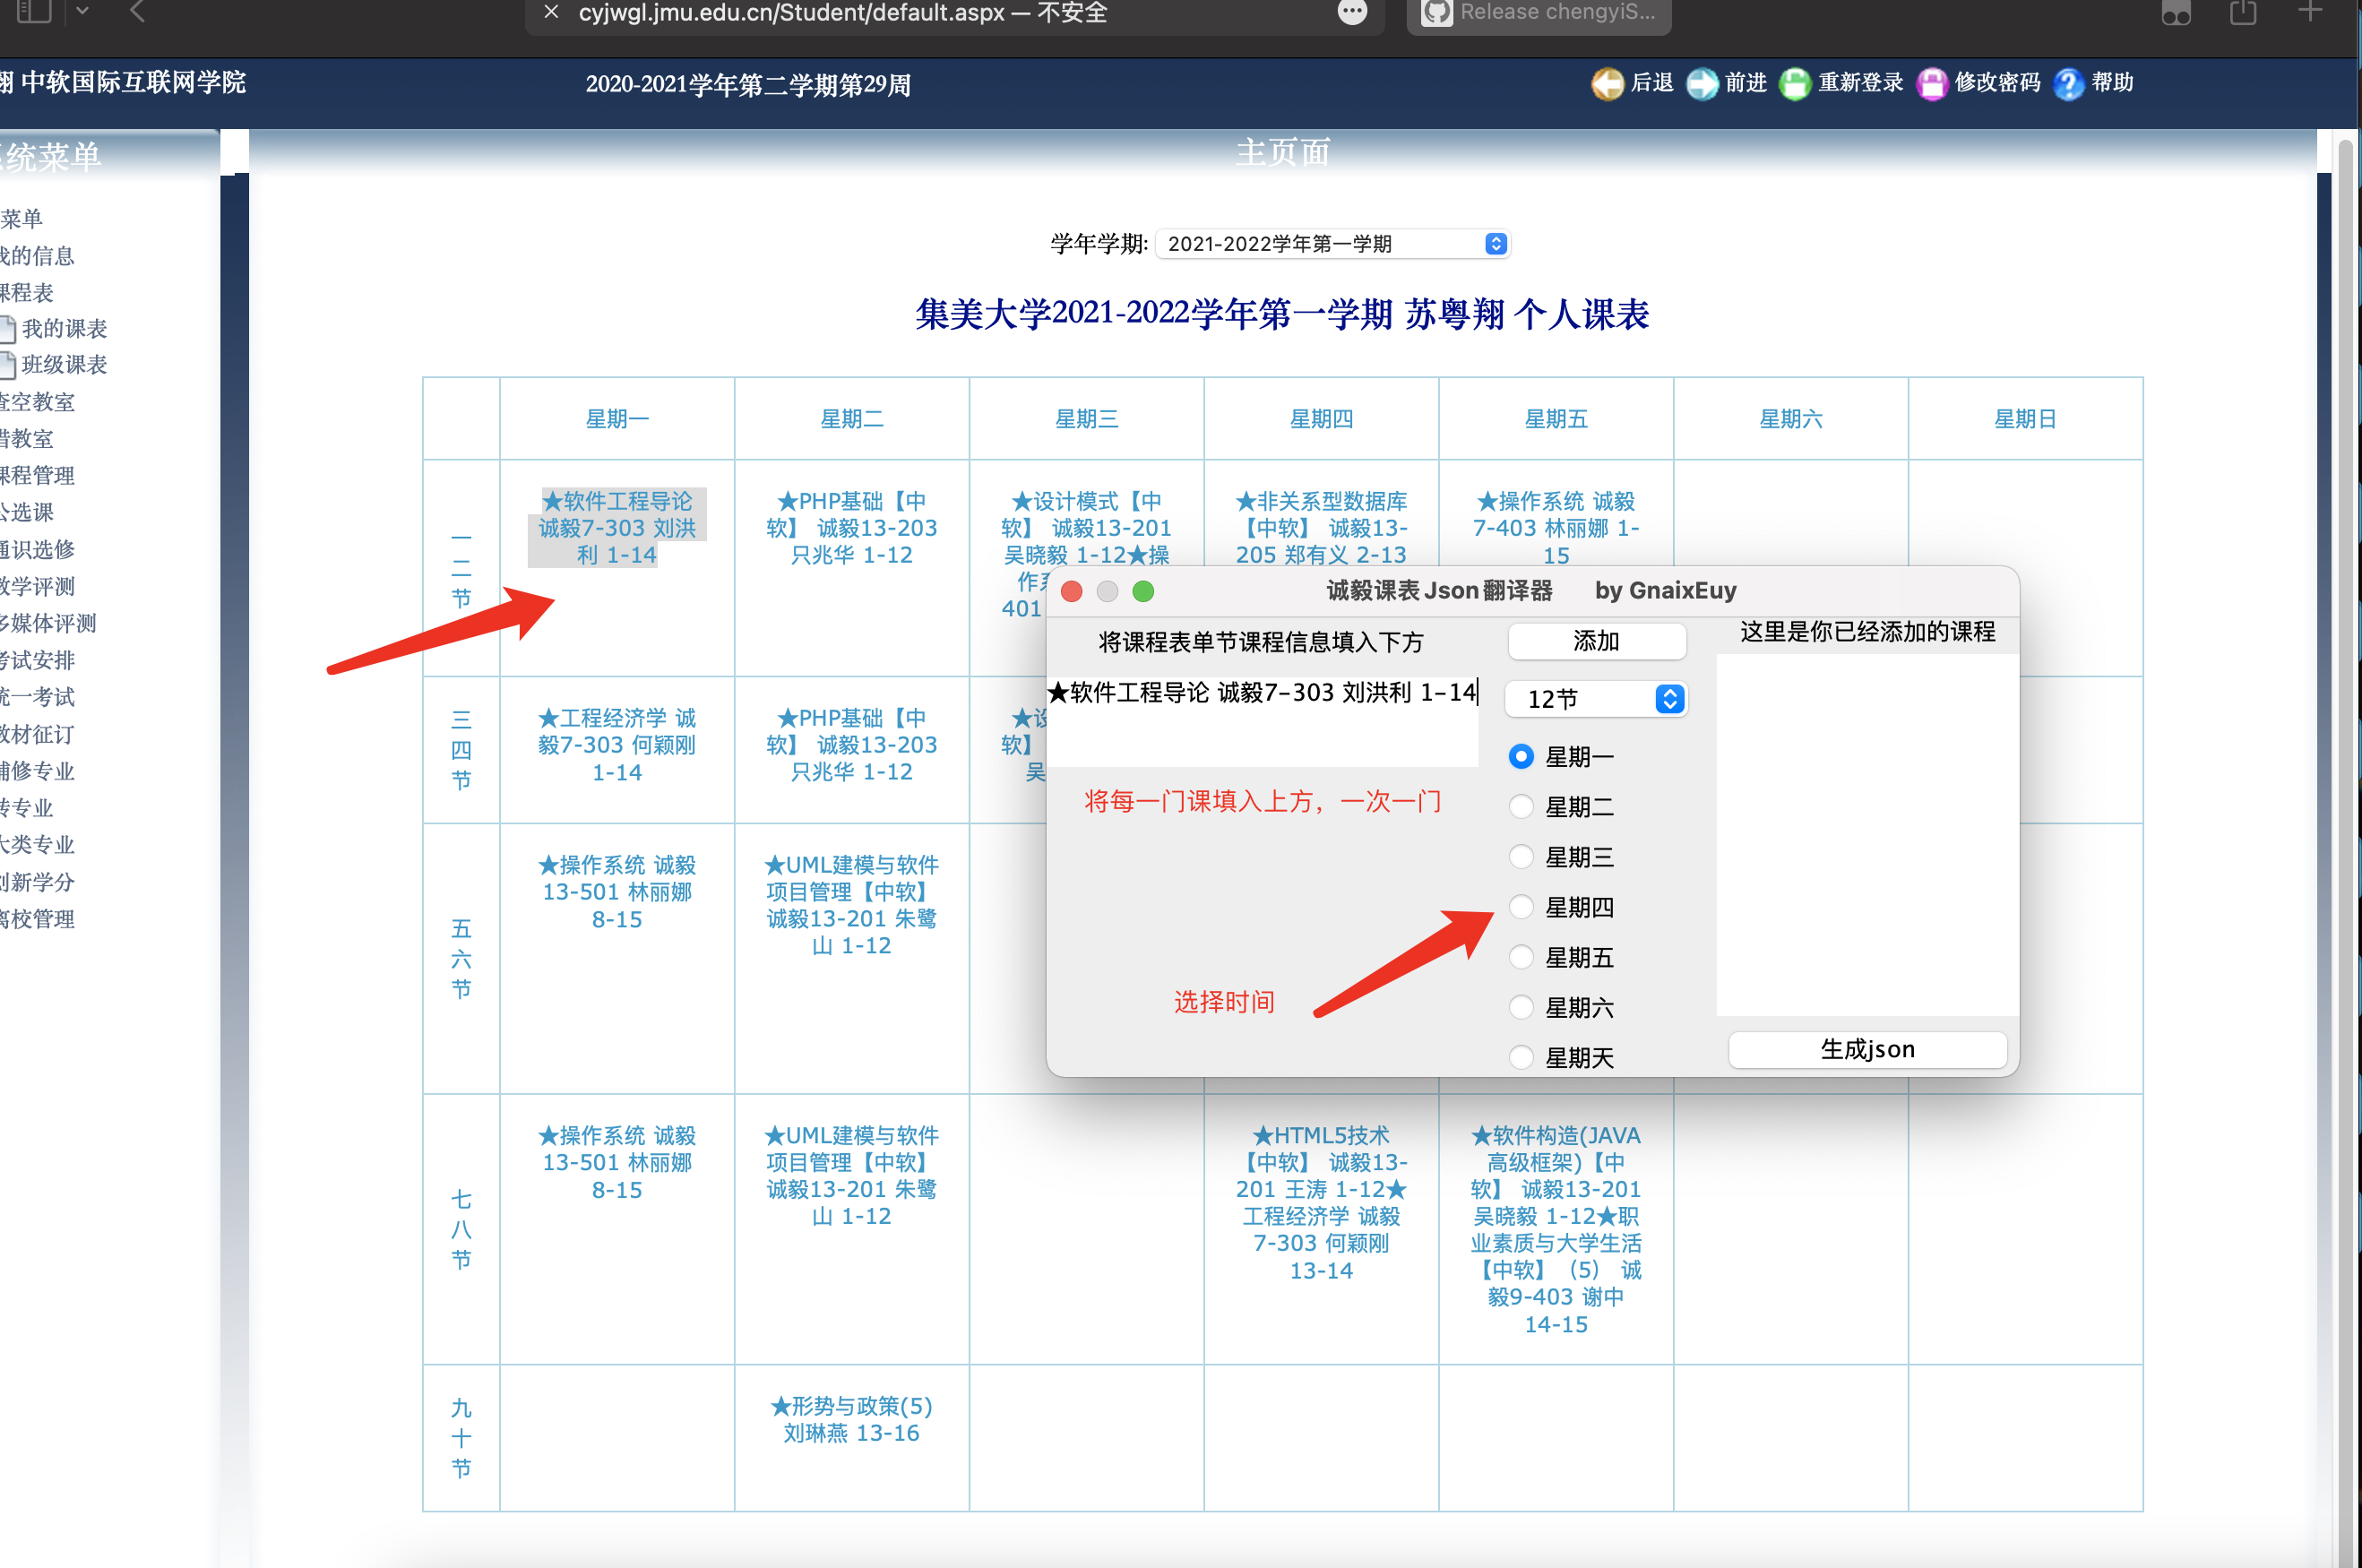 cyjwgl.jmu.edu.cn/Student/default.aspx — 不安全
Release chengyiS...
翔 中软国际互联网学院
2020-2021学年第二学期第29周
后退
前进
重新登录
修改密码
帮助
系统菜单
主页面
菜单
我的信息
课程表
我的课表
班级课表
查空教室
借教室
课程管理
公选课
通识选修
教学评测
多媒体评测
考试安排
统一考试
教材征订
辅修专业
转专业
大类专业
创新学分
离校管理
学年学期:
2021-2022学年第一学期
集美大学2021-2022学年第一学期 苏粤翔 个人课表
星期一
星期二
星期三
星期四
星期五
星期六
星期日
一
二
节
★软件工程导论
诚毅7-303 刘洪
利 1-14
★PHP基础【中
软】 诚毅13-203
只兆华 1-12
★设计模式【中
软】 诚毅13-201
吴晓毅 1-12★操
作系
401
★非关系型数据库
【中软】 诚毅13-
205 郑有义 2-13
★操作系统 诚毅
7-403 林丽娜 1-
15
三
四
节
★工程经济学 诚
毅7-303 何颖刚
1-14
★PHP基础【中
软】 诚毅13-203
只兆华 1-12
★设
软】
吴
五
六
节
★操作系统 诚毅
13-501 林丽娜
8-15
★UML建模与软件
项目管理【中软】
诚毅13-201 朱鹭
山 1-12
七
八
节
★操作系统 诚毅
13-501 林丽娜
8-15
★UML建模与软件
项目管理【中软】
诚毅13-201 朱鹭
山 1-12
★HTML5技术
【中软】 诚毅13-
201 王涛 1-12★
工程经济学 诚毅
7-303 何颖刚
13-14
★软件构造(JAVA
高级框架)【中
软】 诚毅13-201
吴晓毅 1-12★职
业素质与大学生活
【中软】（5） 诚
毅9-403 谢中
14-15
九
十
节
★形势与政策(5)
刘琳燕 13-16
诚毅课表Json翻译器 by GnaixEuy
将课程表单节课程信息填入下方
★软件工程导论 诚毅7-303 刘洪利 1-14
将每一门课填入上方，一次一门
选择时间
添加
12节
星期一
星期二
星期三
星期四
星期五
星期六
星期天
这里是你已经添加的课程
生成json